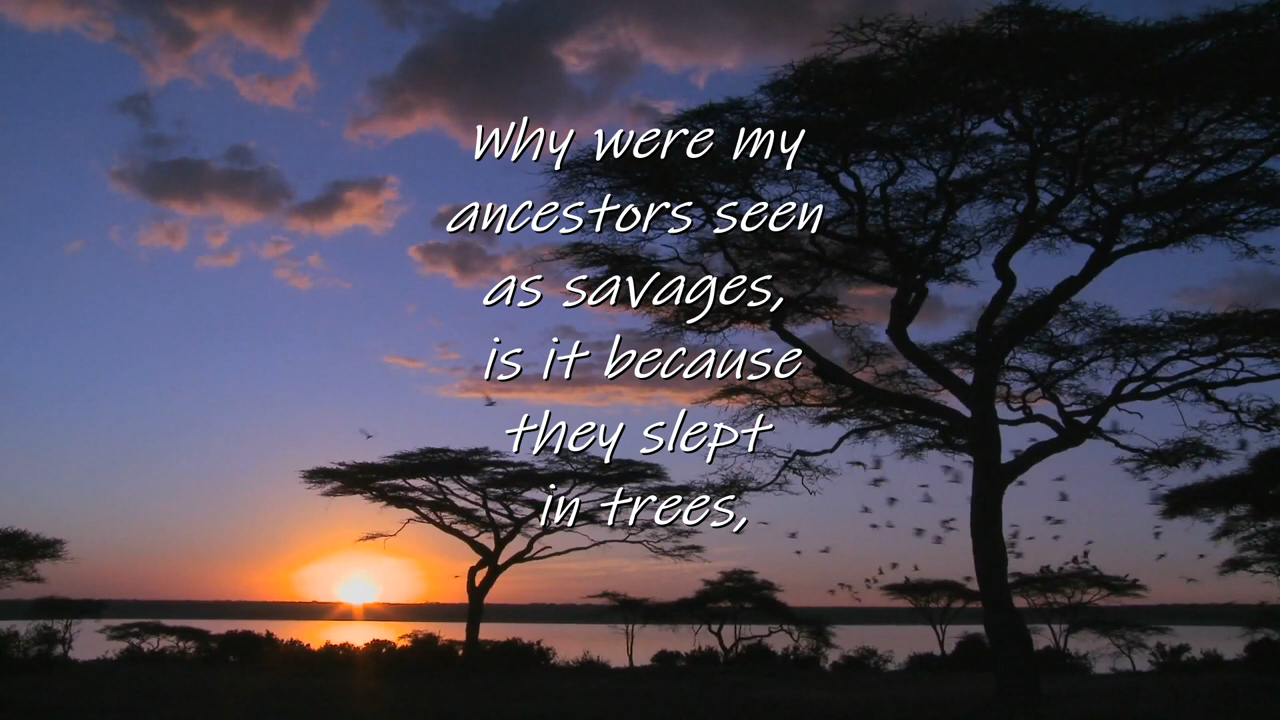 Why were my
ancestors seen
as savages,
is it because
they slept
in trees,